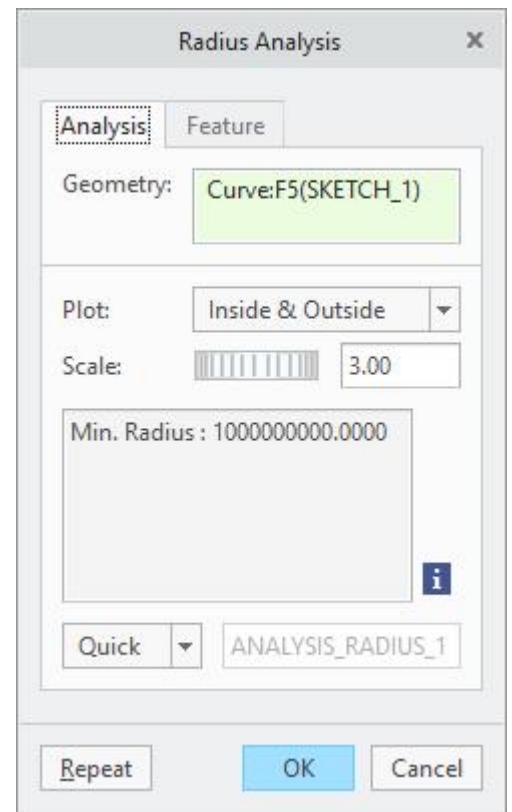 Radius Analysis
Analysis Feature
Geometry: Curve:F5(SKETCH_1)
Plot: Inside & Outside
Scale: 3.00
Min. Radius : 1000000000.0000
i
Quick ANALYSIS_RADIUS_1
Repeat OK Cancel